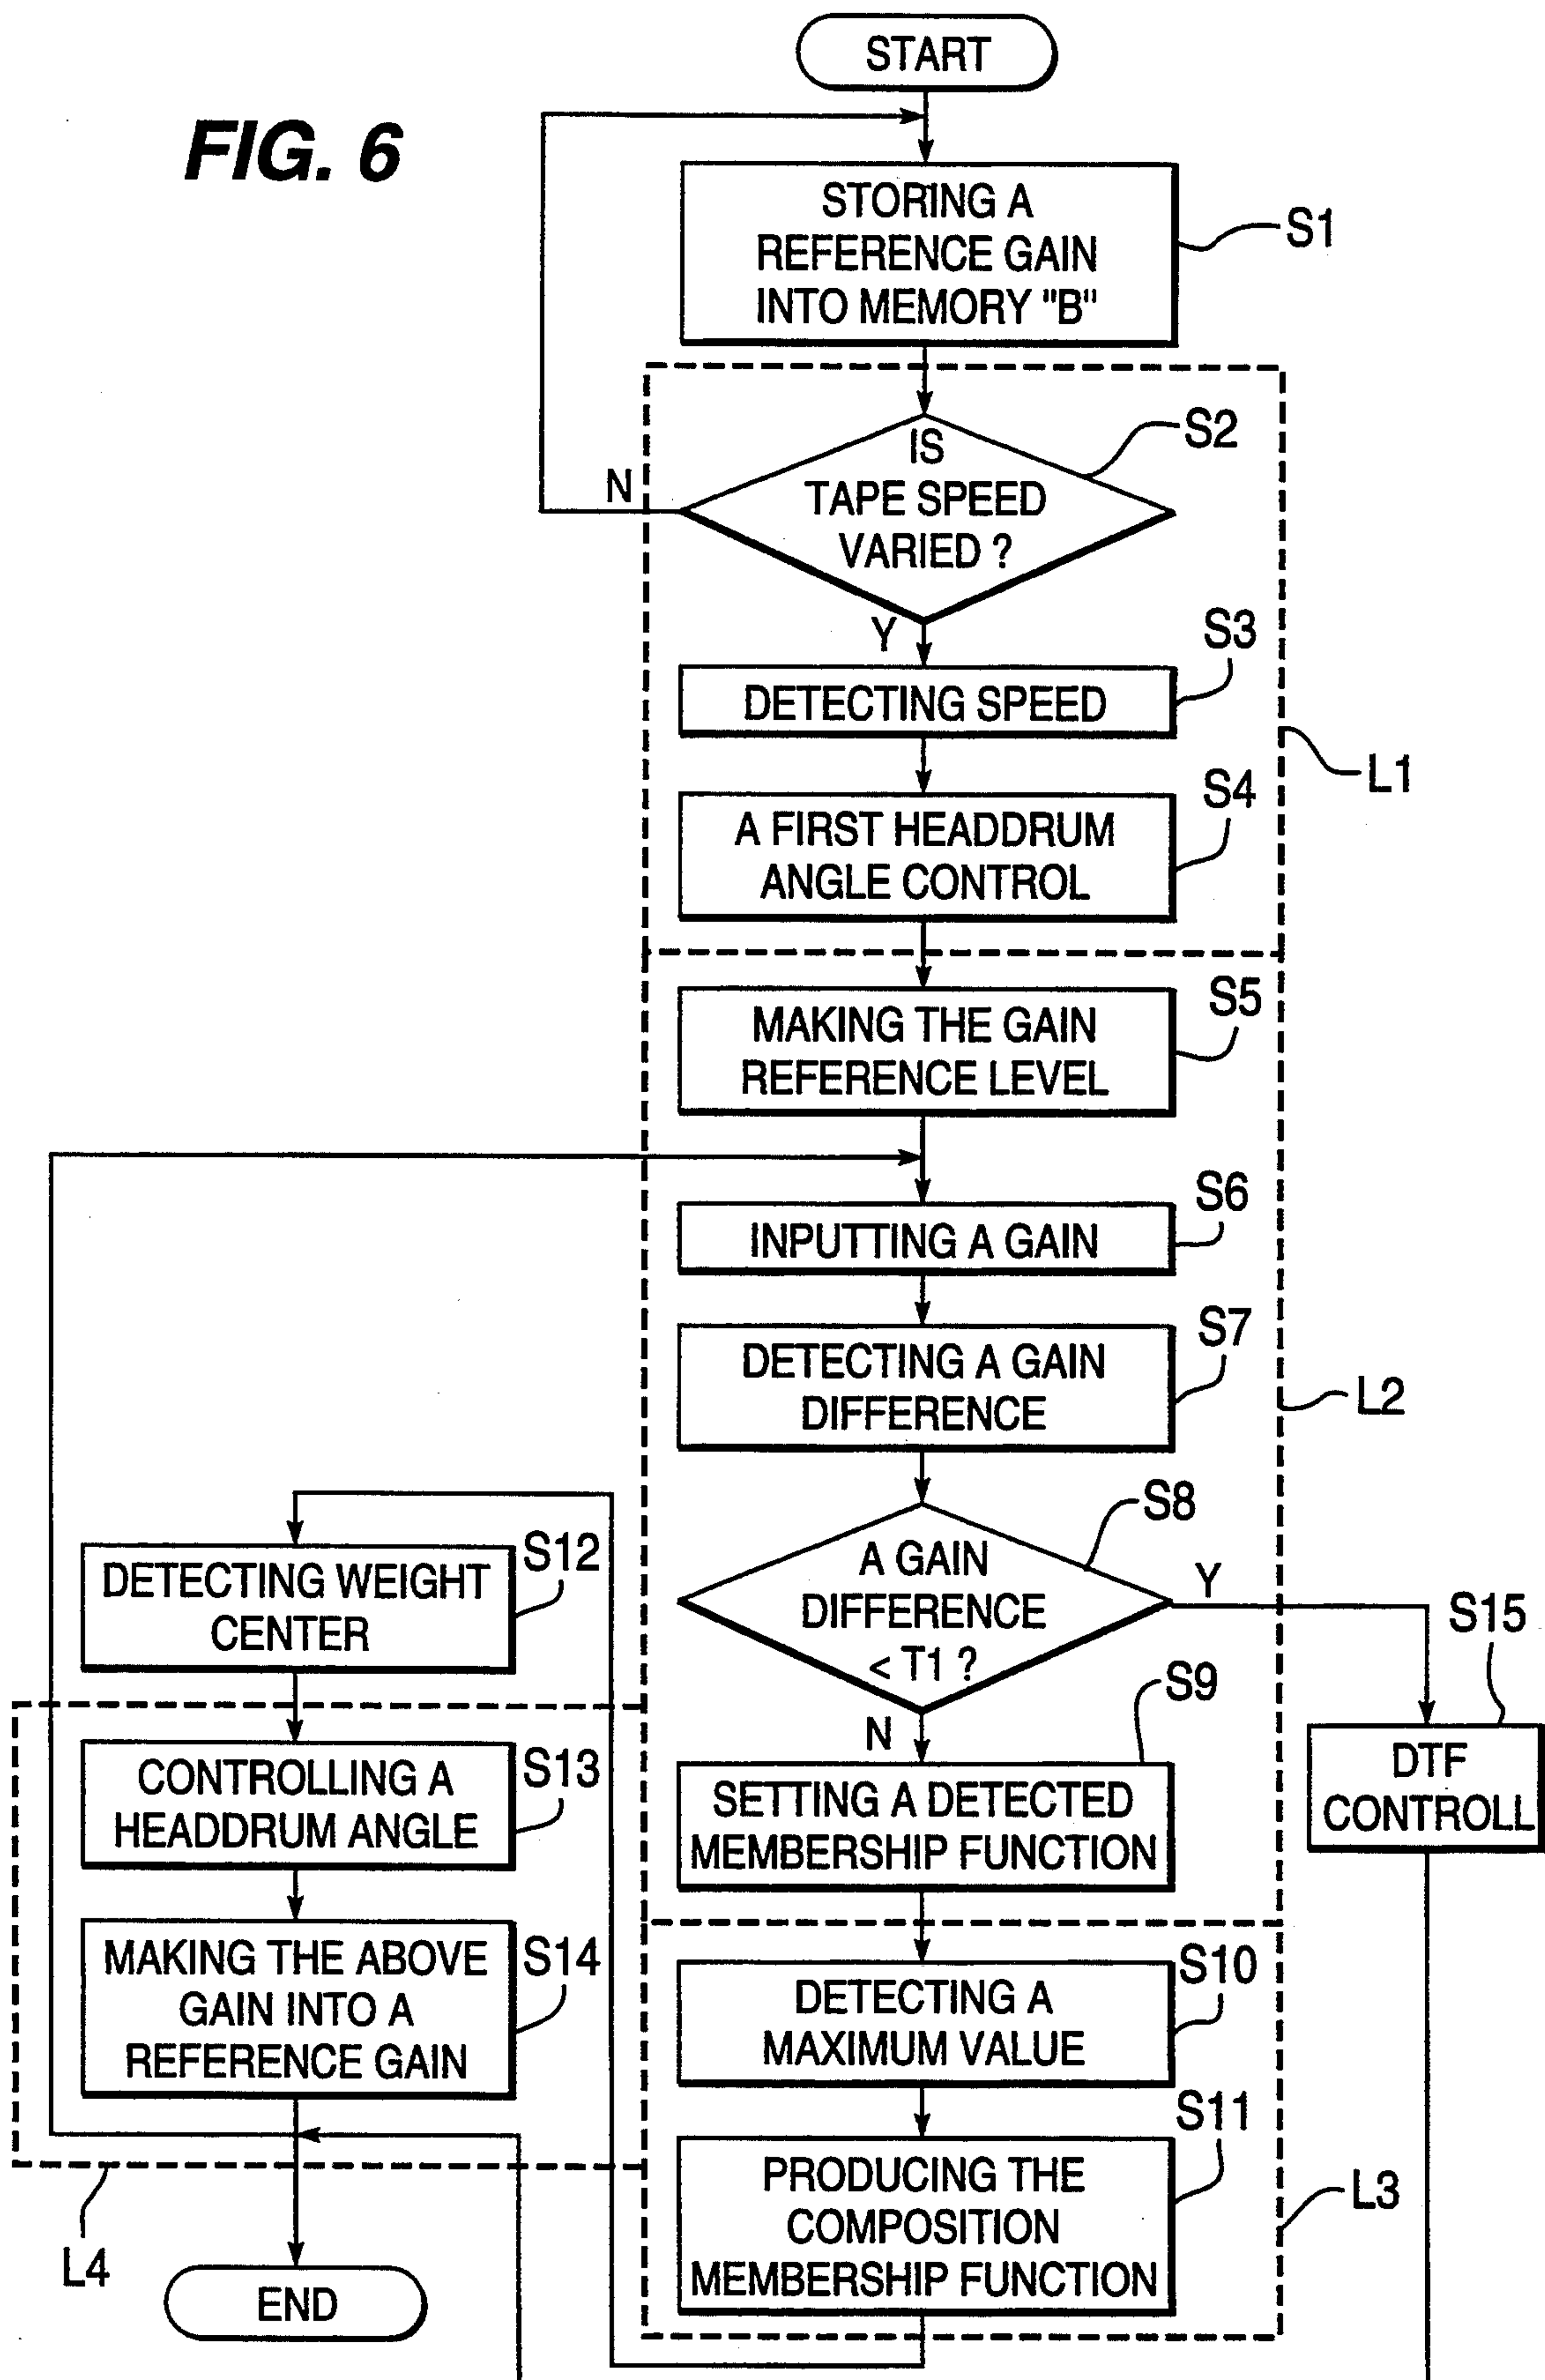 START
FIG. 6
STORING A
REFERENCE GAIN
INTO MEMORY "B"
S1
IS
TAPE SPEED
VARIED ?
S2
N
Y
DETECTING SPEED
S3
L1
A FIRST HEADDRUM
ANGLE CONTROL
S4
MAKING THE GAIN
REFERENCE LEVEL
S5
INPUTTING A GAIN
S6
DETECTING A GAIN
DIFFERENCE
S7
L2
A GAIN
DIFFERENCE
< T1 ?
S8
Y
N
DETECTING WEIGHT
CENTER
S12
S15
DTF
CONTROLL
SETTING A DETECTED
MEMBERSHIP FUNCTION
S9
CONTROLLING A
HEADDRUM ANGLE
S13
MAKING THE ABOVE
GAIN INTO A
REFERENCE GAIN
S14
DETECTING A
MAXIMUM VALUE
S10
PRODUCING THE
COMPOSITION
MEMBERSHIP FUNCTION
S11
L3
L4
END